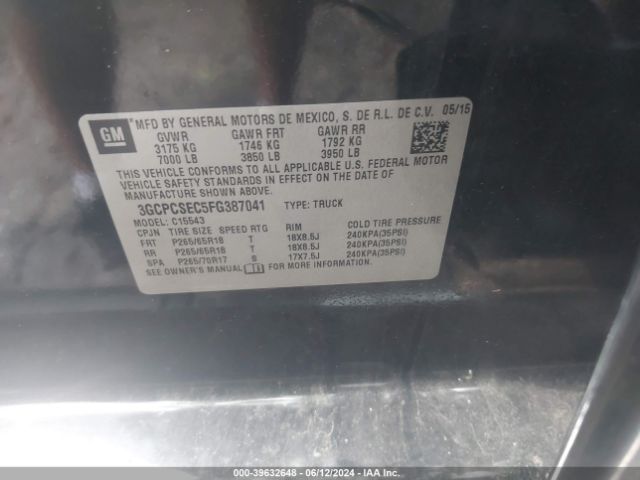 GM
MFD BY GENERAL MOTORS DE MEXICO, S. DE R.L. DE C.V. 05/15
GVWR GAWR FRT GAWR RR
3175 KG 1746 KG 1792 KG
7000 LB 3850 LB 3950 LB
THIS VEHICLE CONFORMS TO ALL APPLICABLE U.S. FEDERAL MOTOR
VEHICLE SAFETY STANDARDS IN EFFECT ON THE DATE OF
MANUFACTURE SHOWN ABOVE.
3GCPCSEC5FG387041 TYPE: TRUCK
MODEL: C15543
CPJN TIRE SIZE SPEED RTG RIM COLD TIRE PRESSURE
FRT P265/65R18 T 18X8.5J 240KPA(35PSI)
RR P265/65R18 T 18X8.5J 240KPA(35PSI)
SPA P265/70R17 S 17X7.5J 240KPA(35PSI)
SEE OWNER'S MANUAL FOR MORE INFORMATION.
000-39632648 - 06/12/2024 - IAA Inc.